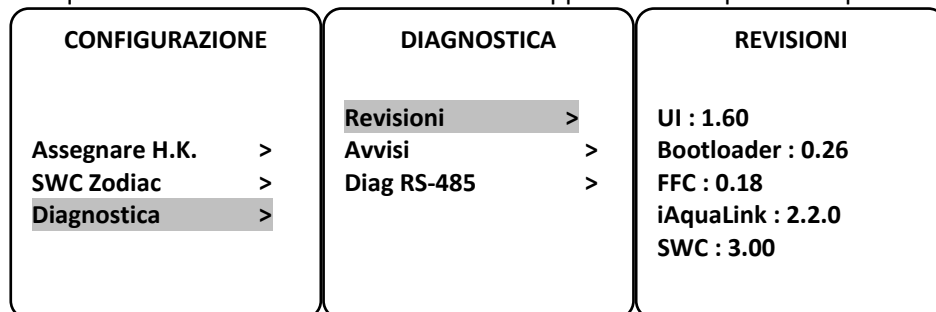 CONFIGURAZIONE
Assegnare H.K. >
SWC Zodiac >
Diagnostica >
DIAGNOSTICA
Revisioni >
Avvisi >
Diag RS-485 >
REVISIONI
UI : 1.60
Bootloader : 0.26
FFC : 0.18
iAquaLink : 2.2.0
SWC : 3.00